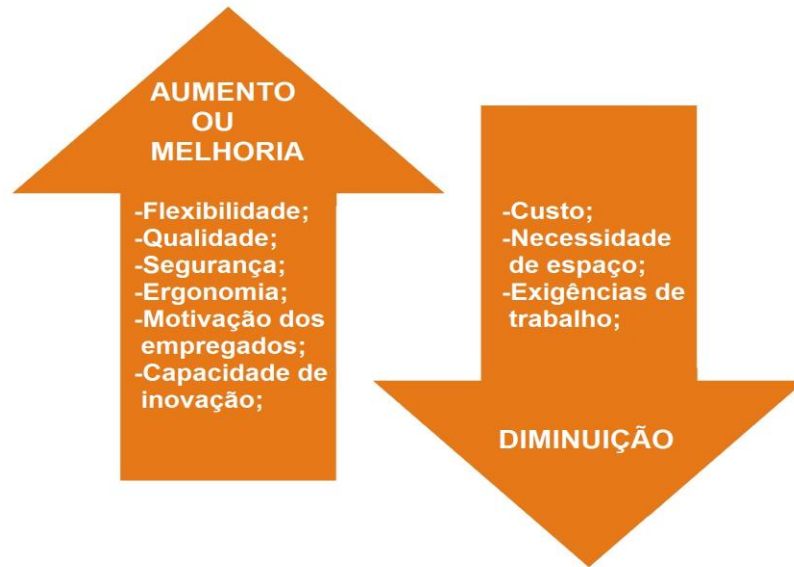 AUMENTO
OU
MELHORIA
-Flexibilidade;
-Qualidade;
-Segurança;
-Ergonomia;
-Motivação dos
empregados;
-Capacidade de
inovação;
-Custo;
-Necessidade
de espaço;
-Exigências de
trabalho;
DIMINUIÇÃO